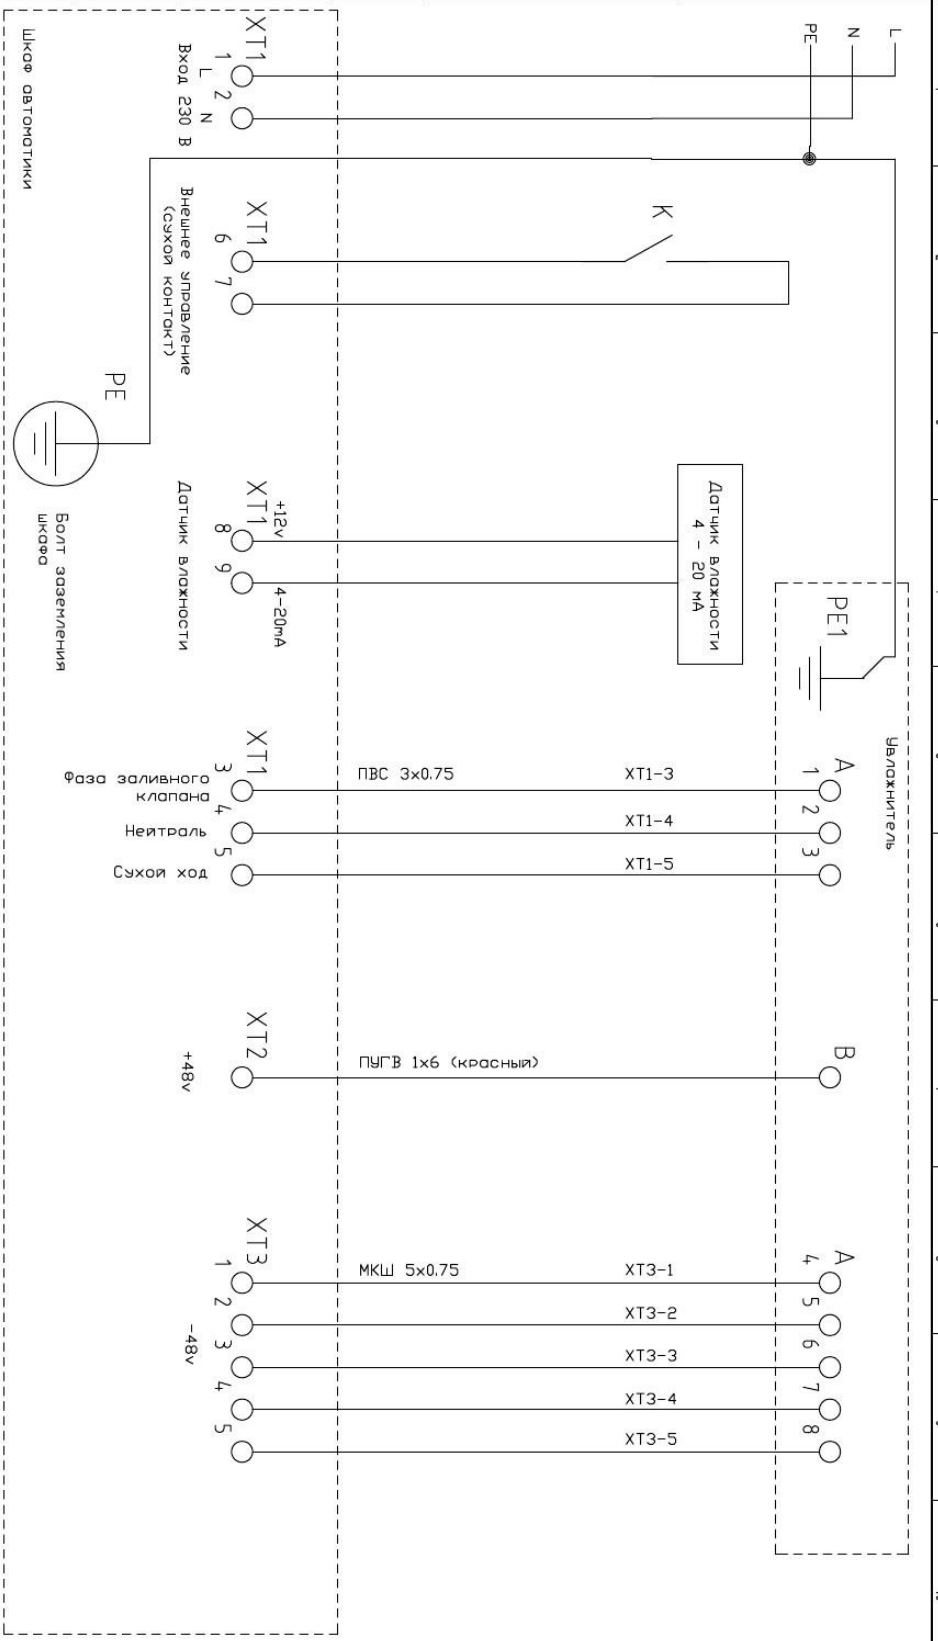 Шкаф автоматики
XT1
1
2
L
N
Вход 230 В
L
N
PE
XT1
6
7
Внешнее управление
(сухой контакт)
K
PE
Болт заземления
шкафа
XT1
8
9
+12v
4-20mA
Датчик влажности
Датчик влажности
4 - 20 мА
PE1
Увлажнитель
XT1
3
4
5
Фаза заливного
клапана
Нейтраль
Сухой ход
ПВС 3х0.75
XT1-3
XT1-4
XT1-5
A
1
2
3
XT2
+48v
ПУГВ 1х6 (красный)
B
XT3
1
2
3
4
5
-48v
МКШ 5х0.75
XT3-1
XT3-2
XT3-3
XT3-4
XT3-5
A
4
5
6
7
8